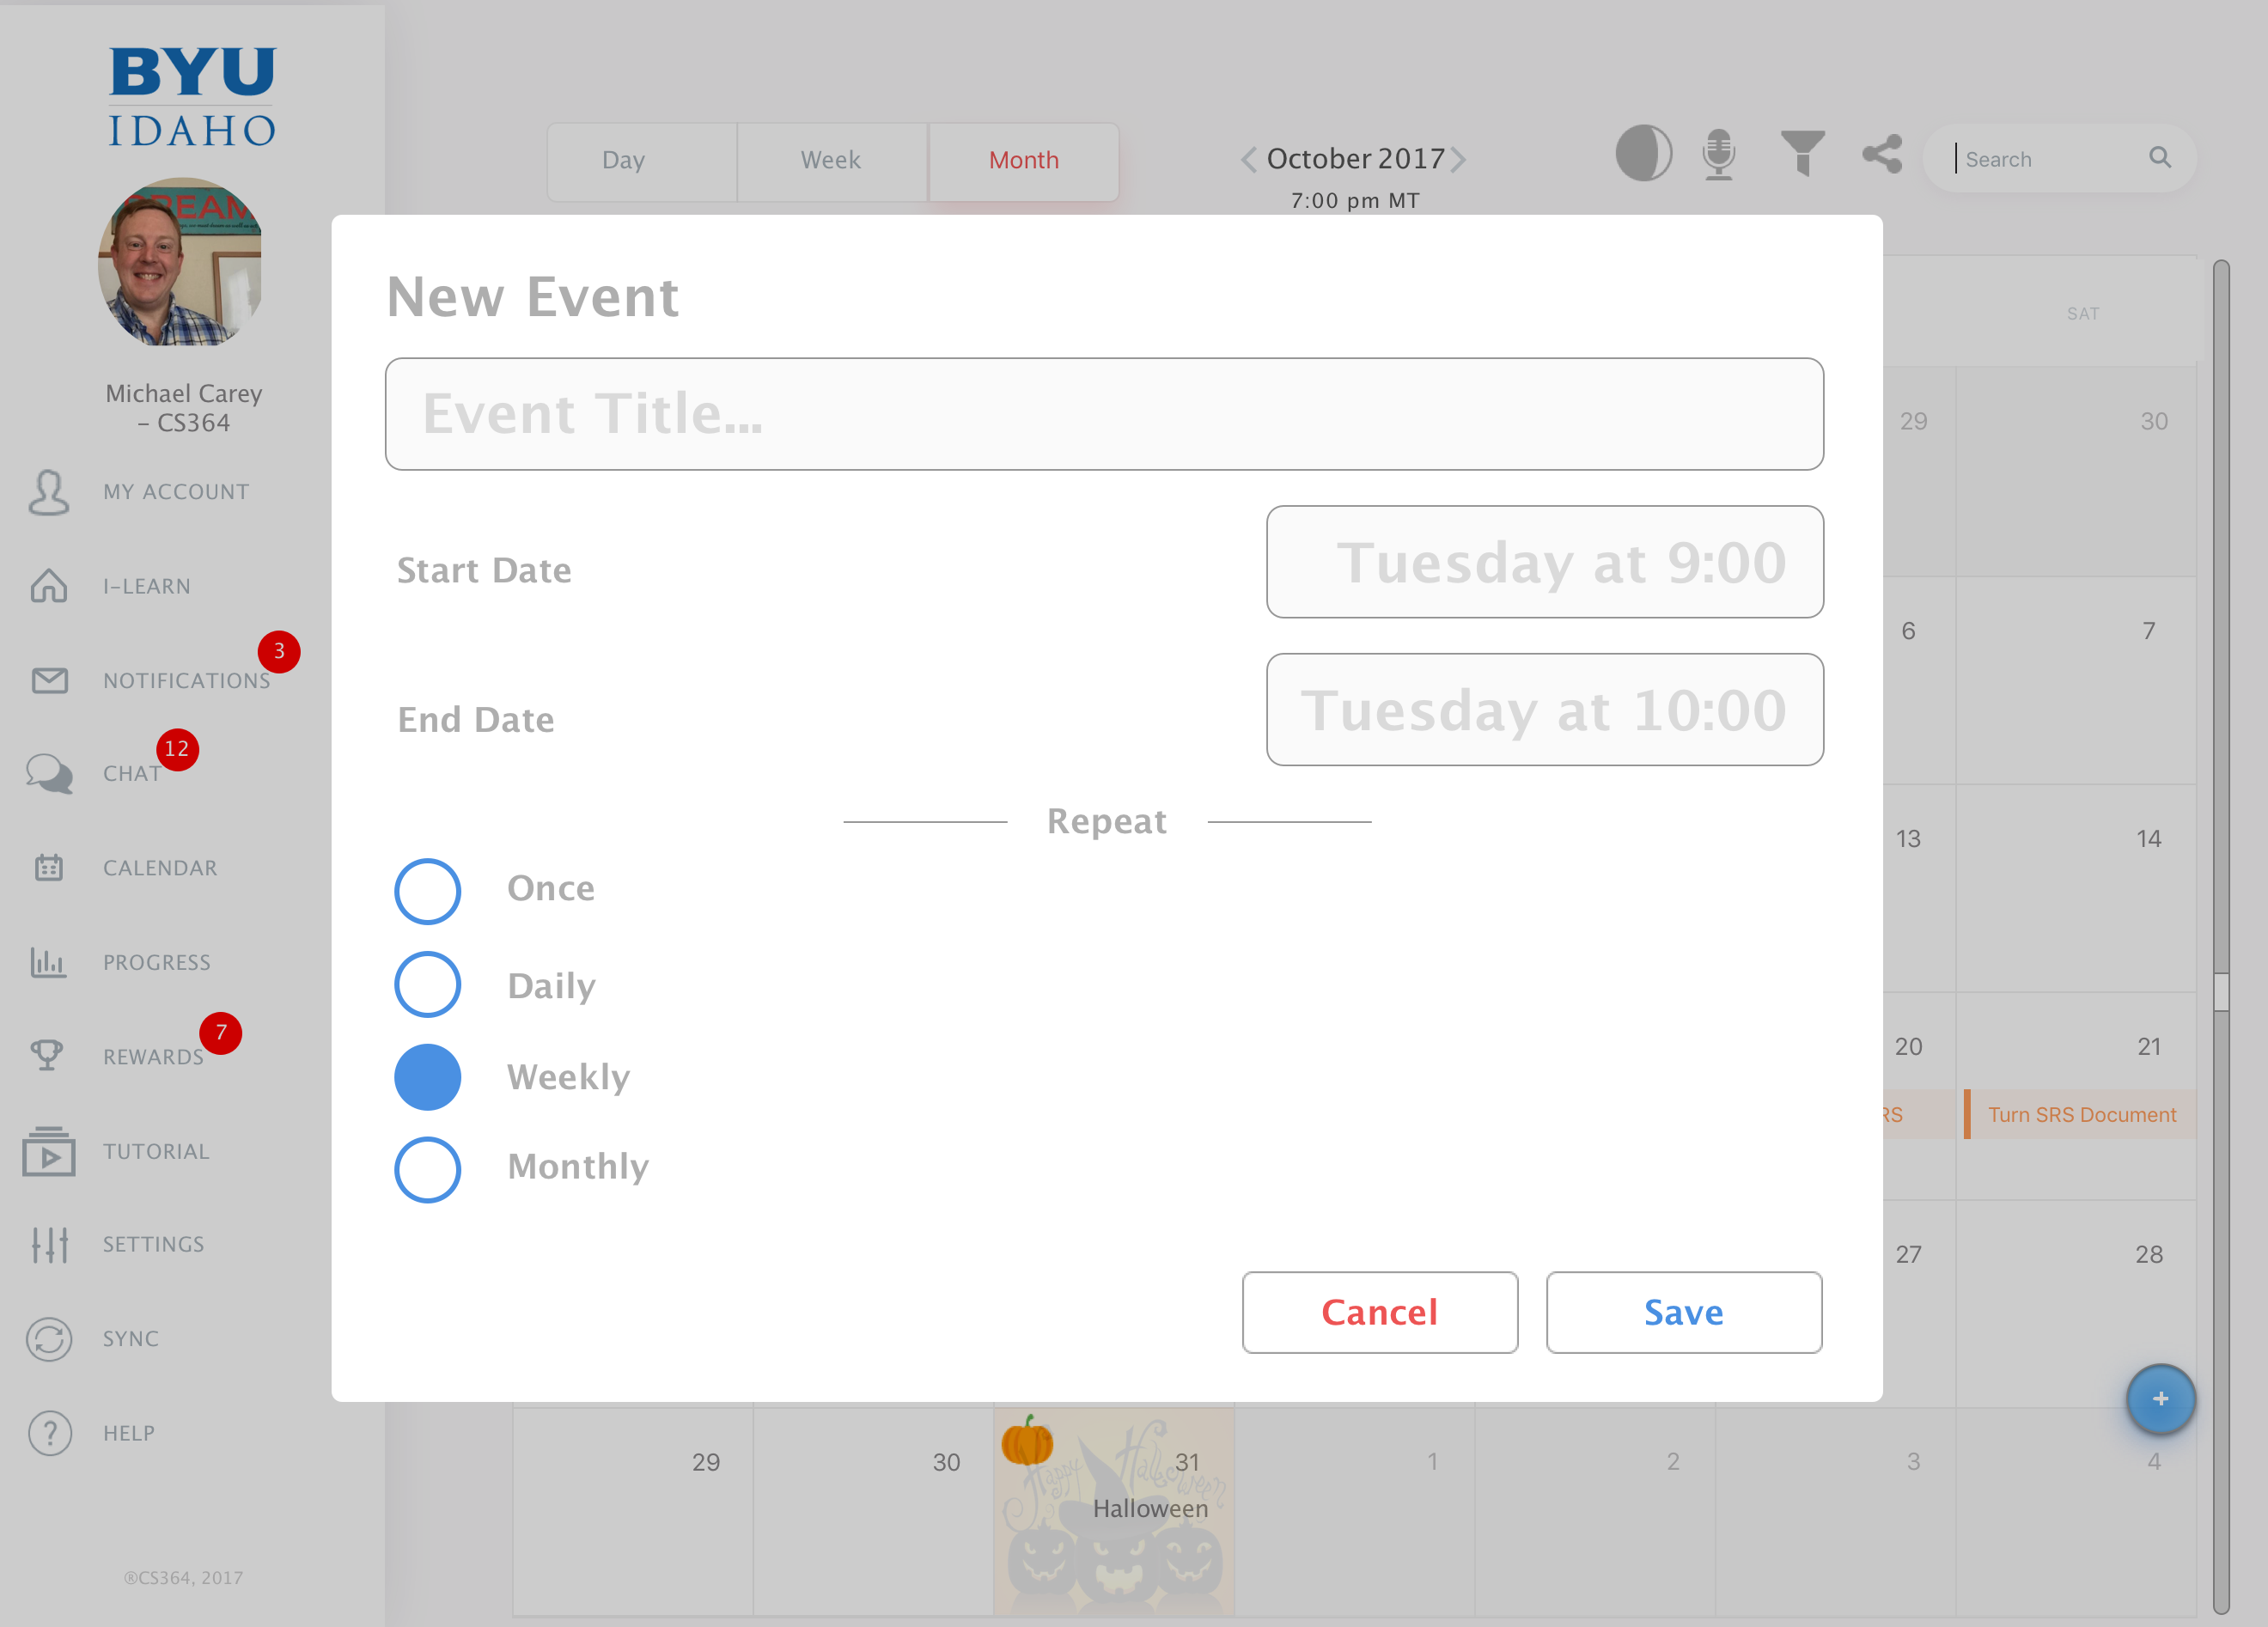 BYU
IDAHO
Michael Carey
– CS364
MY ACCOUNT
I-LEARN
NOTIFICATIONS
3
CHAT
12
CALENDAR
PROGRESS
REWARDS
7
TUTORIAL
SETTINGS
SYNC
HELP
®CS364, 2017
Day
Week
Month
October 2017
7:00 pm MT
Search
New Event
Event Title...
Start Date
Tuesday at 9:00
End Date
Tuesday at 10:00
Repeat
Once
Daily
Weekly
Monthly
Cancel
Save
SAT
29
30
6
7
13
14
20
21
RS
Turn SRS Document
27
28
+
29
30
31
1
2
3
4
Happy Halloween
Halloween